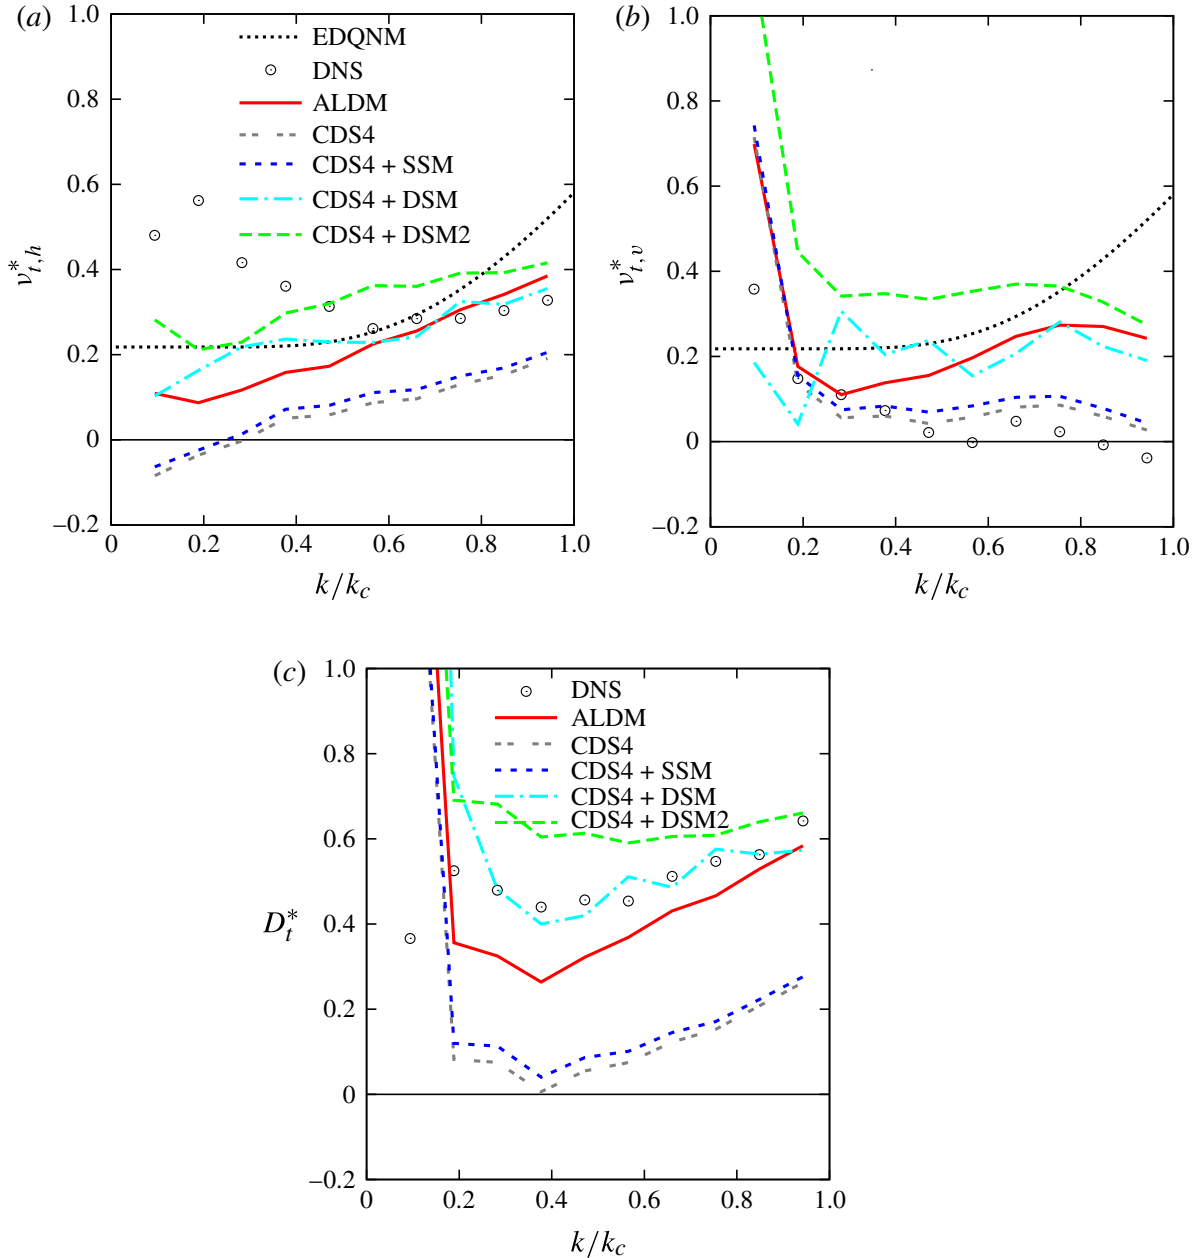 (a)
1.0
0.8
0.6
0.4
0.2
0
−0.2
ν*t,h
0 0.2 0.4 0.6 0.8 1.0
k/kc
EDQNM
DNS
ALDM
CDS4
CDS4 + SSM
CDS4 + DSM
CDS4 + DSM2
(b)
1.0
0.8
0.6
0.4
0.2
0
−0.2
ν*t,v
0 0.2 0.4 0.6 0.8 1.0
k/kc
(c)
1.0
0.8
0.6
0.4
0.2
0
−0.2
D*t
0 0.2 0.4 0.6 0.8 1.0
k/kc
DNS
ALDM
CDS4
CDS4 + SSM
CDS4 + DSM
CDS4 + DSM2